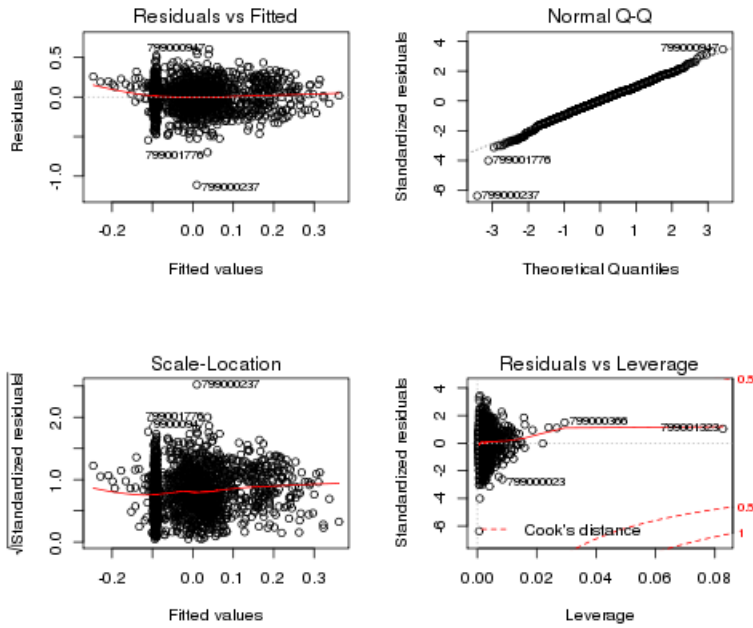 Residuals vs Fitted
Residuals
0.5
0.0
-1.0
799000947
799001776
799000237
-0.2 0.0 0.1 0.2 0.3
Fitted values
Normal Q-Q
Standardized residuals
4
2
0
-2
-4
-6
799000947
799001776
799000237
-3 -2 -1 0 1 2 3
Theoretical Quantiles
Scale-Location
√|Standardized residuals|
2.0
1.0
0.0
799000237
799001776
799000947
-0.2 0.0 0.1 0.2 0.3
Fitted values
Residuals vs Leverage
Standardized residuals
4
2
0
-2
-6
799000366
799001323
799000023
Cook's distance
0.5
0.5
1
0.00 0.02 0.04 0.06 0.08
Leverage